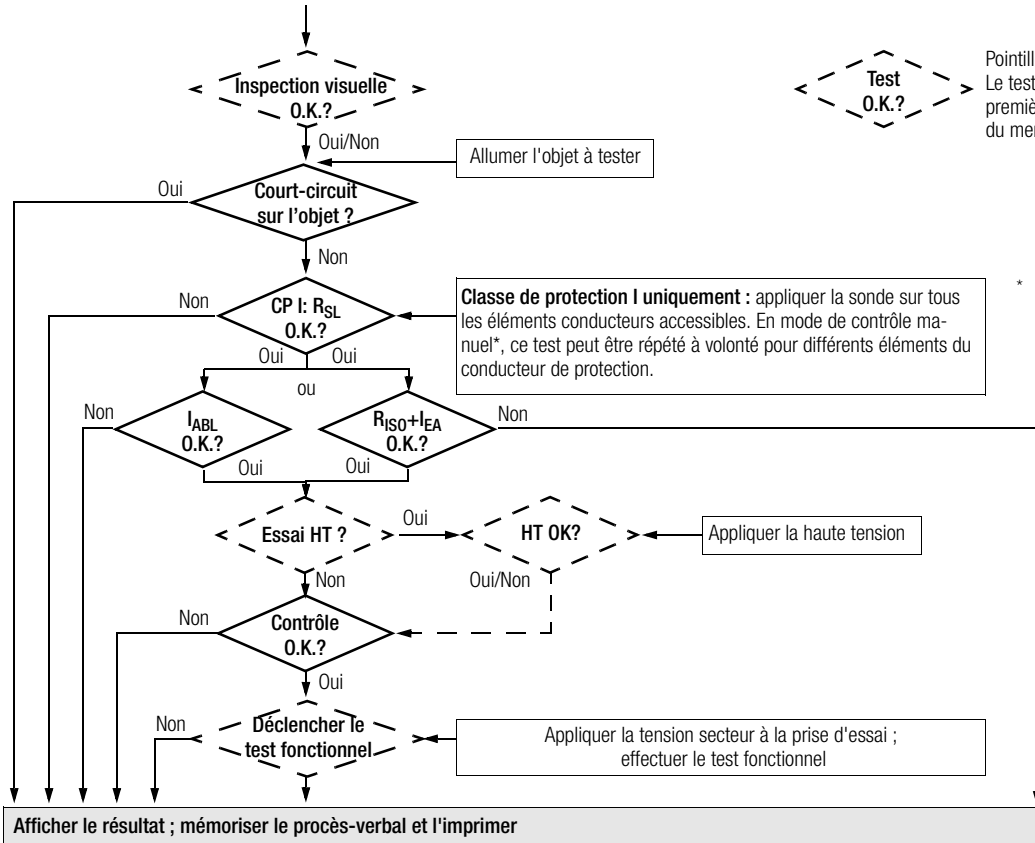 Inspection visuelle
O.K.?
Test
O.K.?
Pointill
Le test
premiè
du me
Oui/Non
Allumer l'objet à tester
Oui
Court-circuit
sur l'objet ?
Non
Non
CP I: RSL
O.K.?
Classe de protection I uniquement : appliquer la sonde sur tous
les éléments conducteurs accessibles. En mode de contrôle ma-
nuel*, ce test peut être répété à volonté pour différents éléments du
conducteur de protection.
*
Oui Oui
ou
Non
IABL
O.K.?
RISO+IEA
O.K.?
Non
Oui Oui
Essai HT ?
Oui
HT OK?
Appliquer la haute tension
Non
Oui/Non
Non
Contrôle
O.K.?
Oui
Non
Déclencher le
test fonctionnel
Appliquer la tension secteur à la prise d'essai ;
effectuer le test fonctionnel
Afficher le résultat ; mémoriser le procès-verbal et l'imprimer